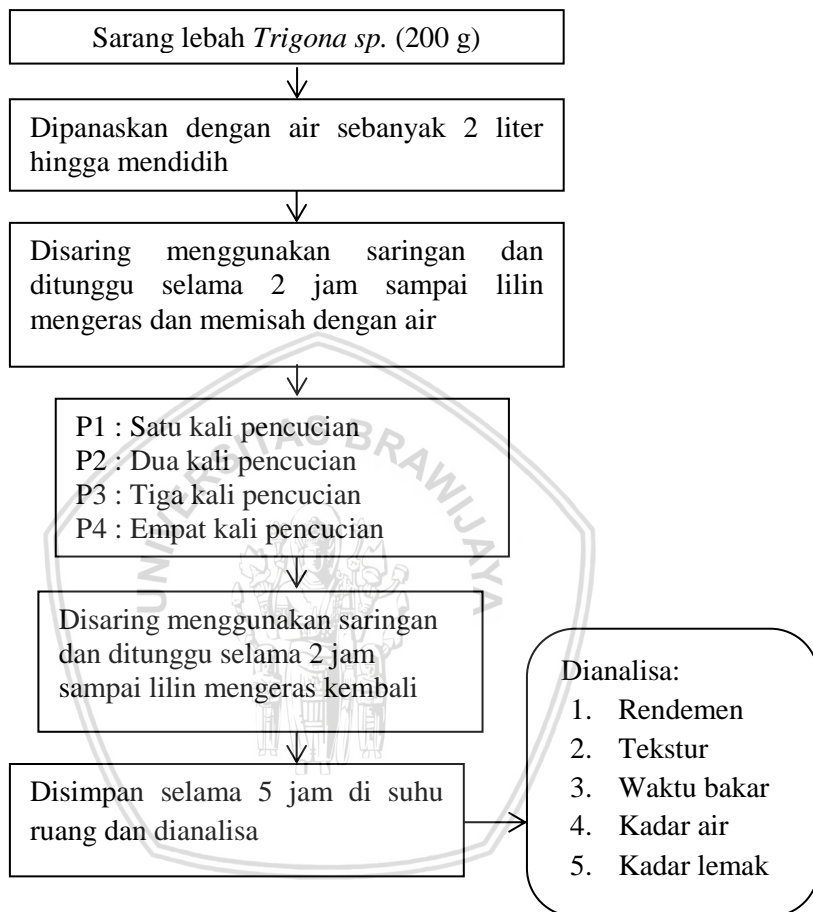 Sarang lebah Trigona sp. (200 g)
Dipanaskan dengan air sebanyak 2 liter
hingga mendidih
Disaring menggunakan saringan dan
ditunggu selama 2 jam sampai lilin
mengeras dan memisah dengan air
P1 : Satu kali pencucian
P2 : Dua kali pencucian
P3 : Tiga kali pencucian
P4 : Empat kali pencucian
UNIVERSITAS BRAWIJAYA
Disaring menggunakan saringan
dan ditunggu selama 2 jam
sampai lilin mengeras kembali
Disimpan selama 5 jam di suhu
ruang dan dianalisa
Dianalisa:
1. Rendemen
2. Tekstur
3. Waktu bakar
4. Kadar air
5. Kadar lemak